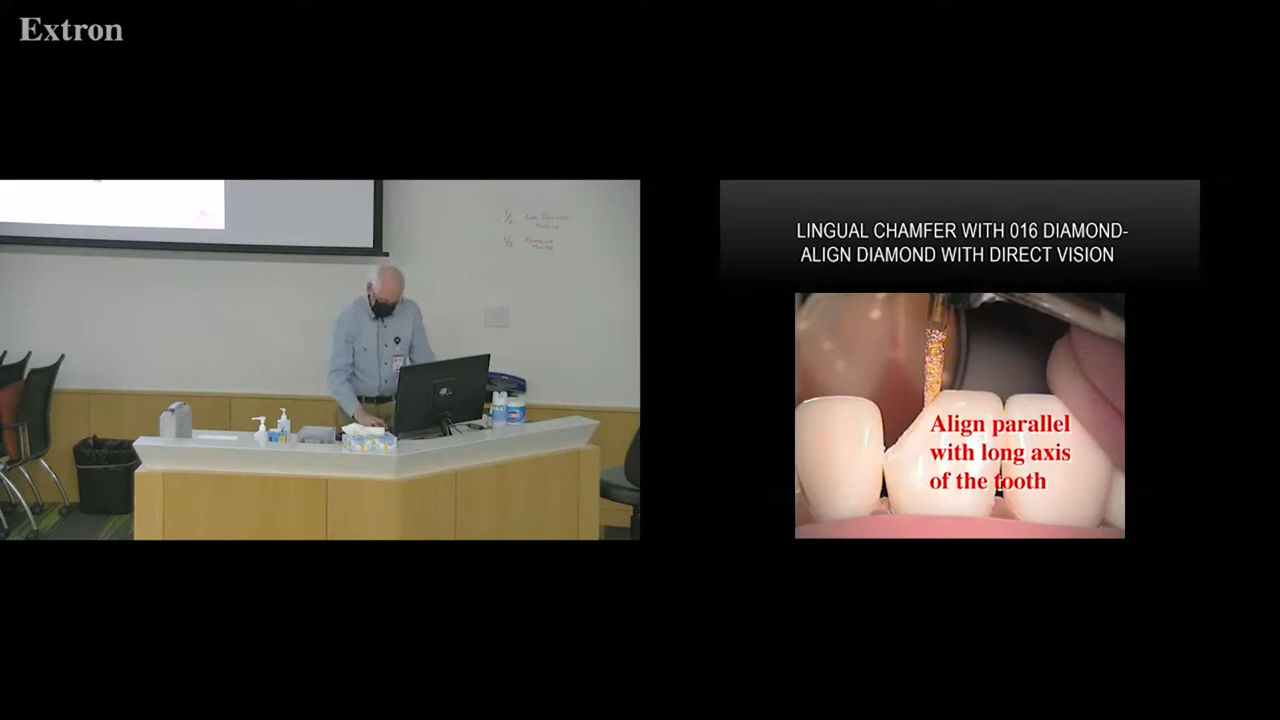 Extron
LINGUAL CHAMFER WITH 016 DIAMOND-
ALIGN DIAMOND WITH DIRECT VISION
Align parallel
with long axis
of the tooth